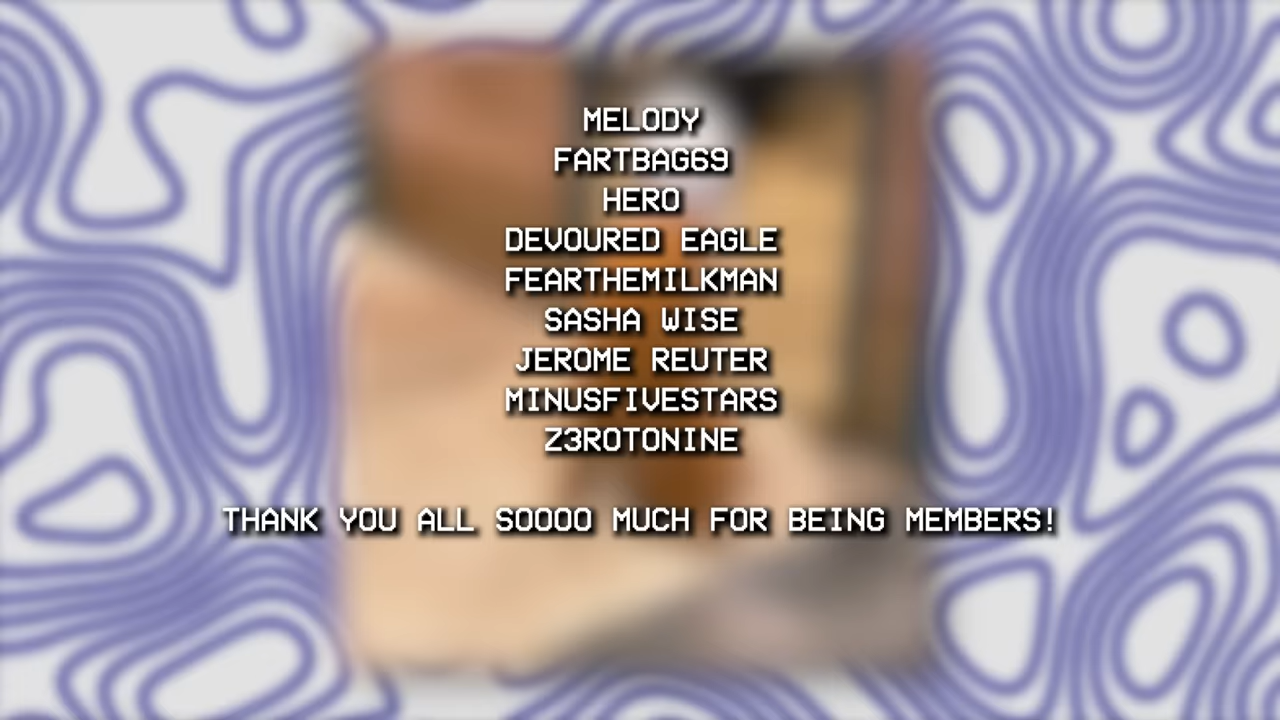 MELODY
FARTBAG69
HERO
DEVOURED EAGLE
FEARTHEMILKMAN
SASHA WISE
JEROME REUTER
MINUSFIVESTARS
Z3ROTONINE
THANK YOU ALL SOOOO MUCH FOR BEING MEMBERS!